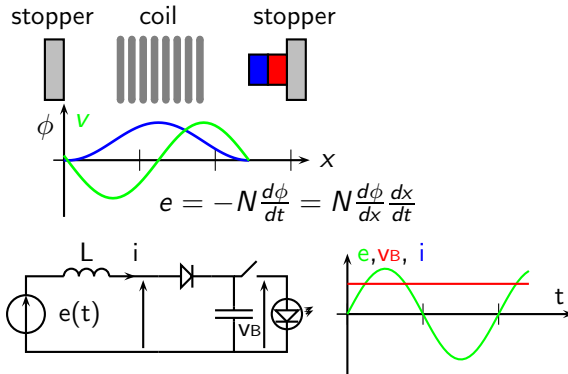 stopper coil stopper
ϕ v
x
e = −N dϕ/dt = N dϕ/dx dx/dt
L i
e(t) vB
e,vB, i
t